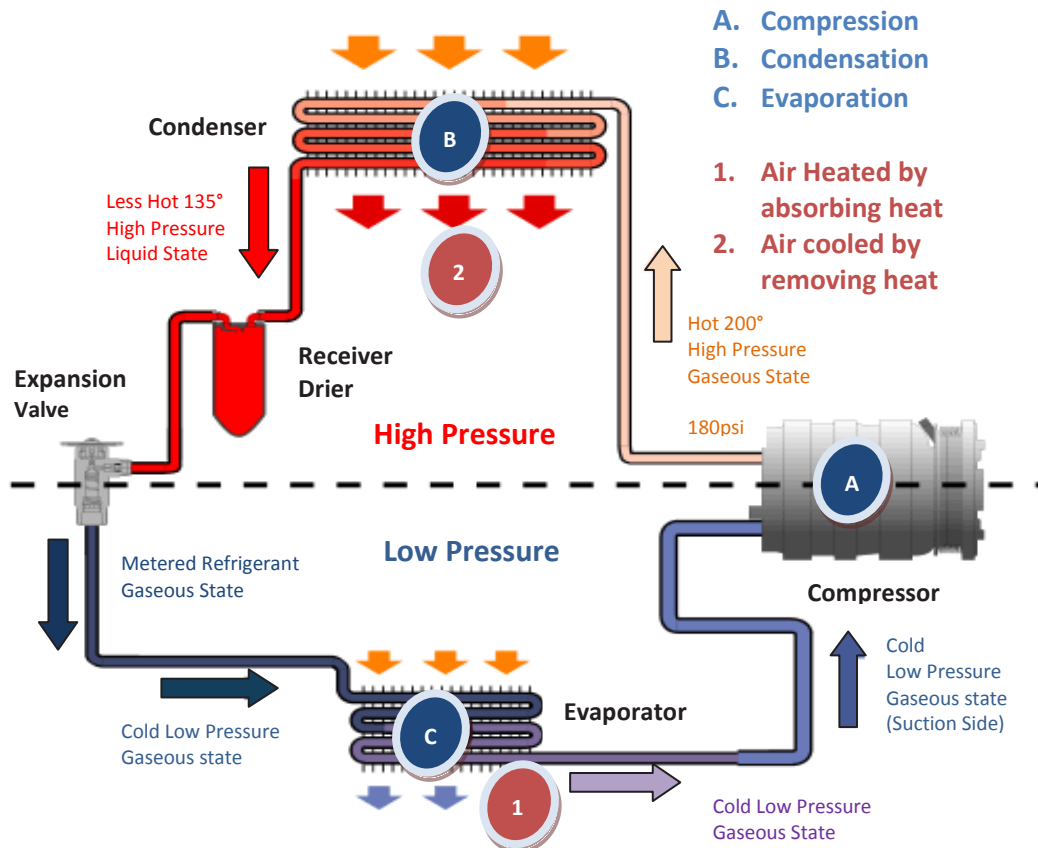 A. Compression
B. Condensation
C. Evaporation
1. Air Heated by
absorbing heat
2. Air cooled by
removing heat
Condenser
B
Less Hot 135°
High Pressure
Liquid State
2
Hot 200°
High Pressure
Gaseous State
180psi
Receiver
Drier
Expansion
Valve
High Pressure
A
Low Pressure
Metered Refrigerant
Gaseous State
Compressor
Cold
Low Pressure
Gaseous state
(Suction Side)
Cold Low Pressure
Gaseous state
Evaporator
C
1
Cold Low Pressure
Gaseous State